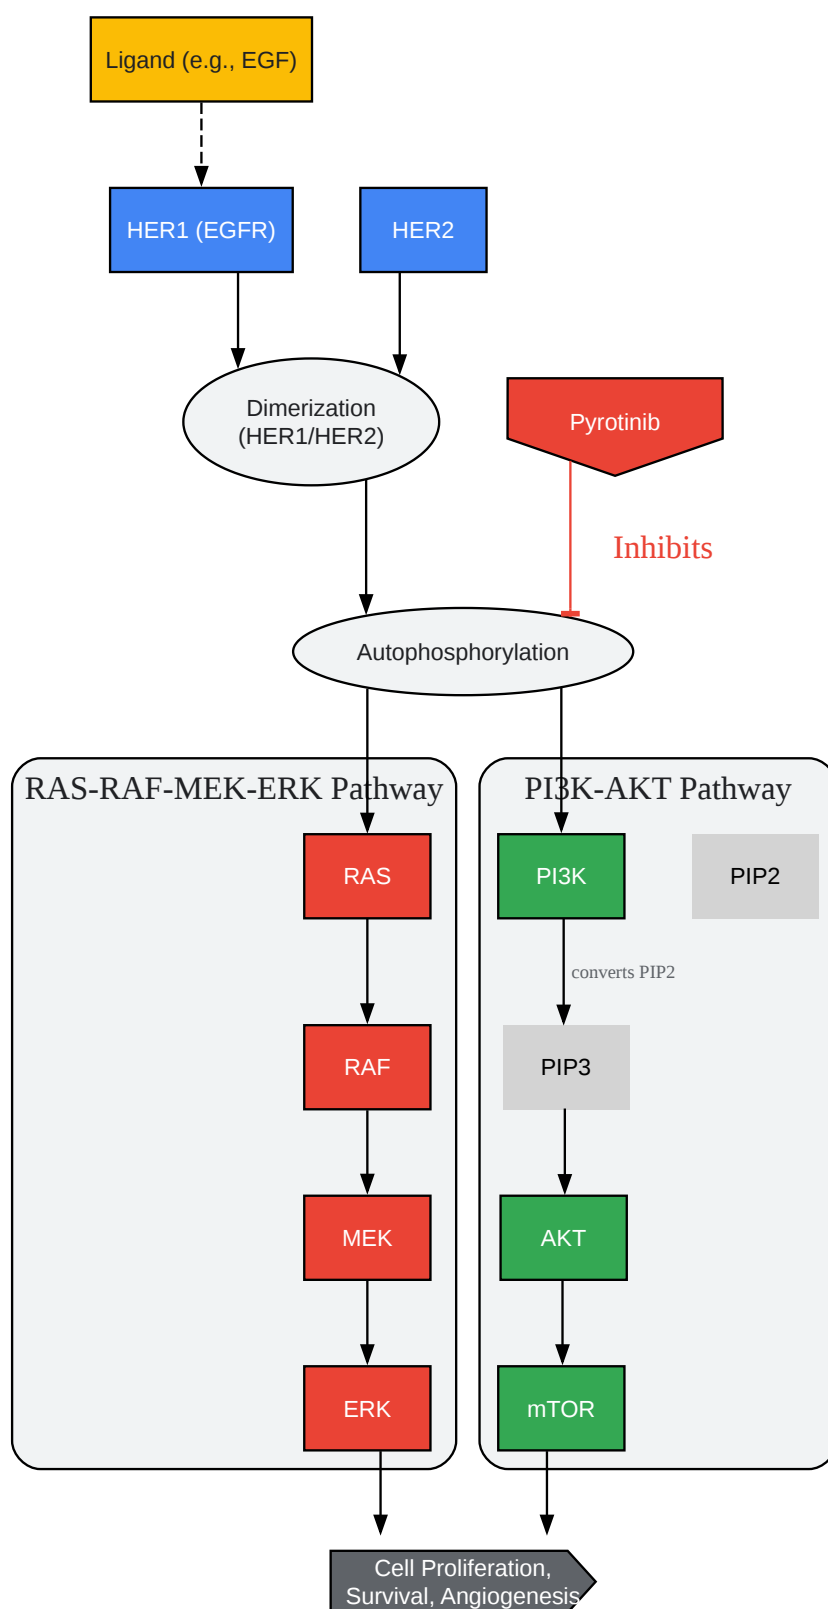 Ligand (e.g., EGF)
HER1 (EGFR)
HER2
Dimerization
(HER1/HER2)
Pyrotinib
Inhibits
Autophosphorylation
RAS-RAF-MEK-ERK Pathway
PI3K-AKT Pathway
RAS
PI3K
PIP2
converts PIP2
RAF
PIP3
MEK
AKT
ERK
mTOR
Cell Proliferation,
Survival, Angiogenesis